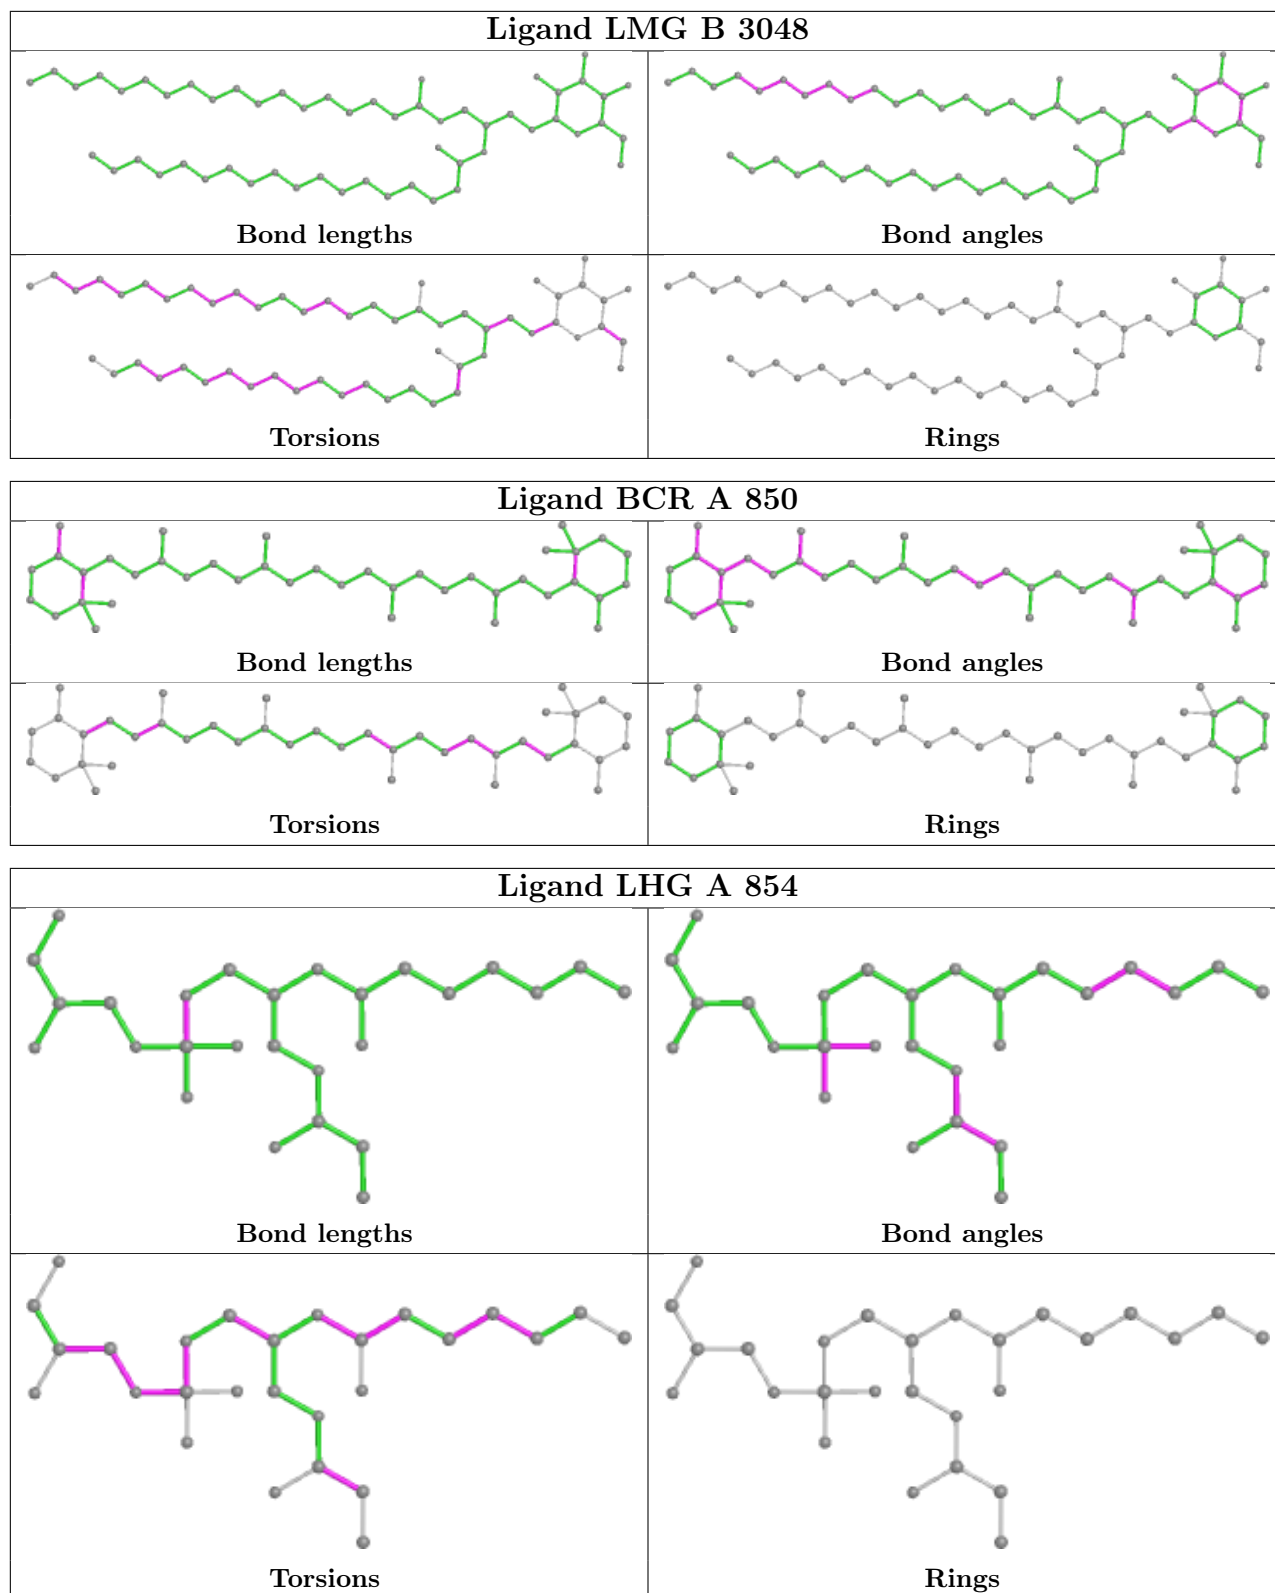 Ligand LMG B 3048
Bond lengths
Bond angles
Torsions
Rings
Ligand BCR A 850
Bond lengths
Bond angles
Torsions
Rings
Ligand LHG A 854
Bond lengths
Bond angles
Torsions
Rings